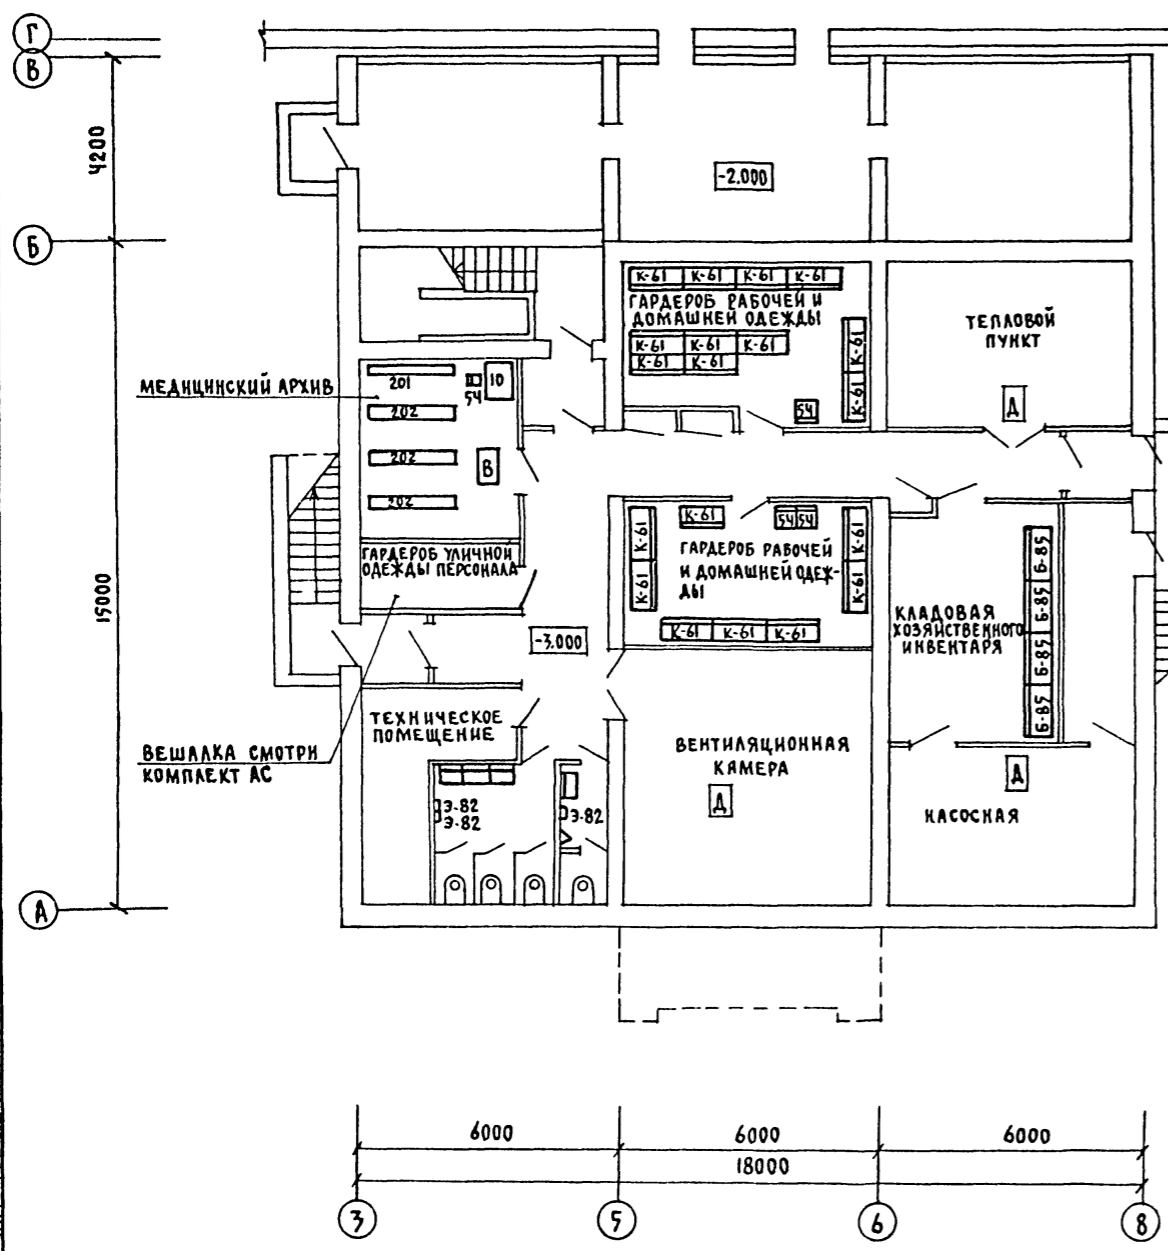 Г
В
4200
-2.000
Б
К-61 К-61 К-61 К-61
ГАРДЕРОБ РАБОЧЕЙ И
ДОМАШНЕЙ ОДЕЖДЫ
К-61 К-61 К-61
К-61 К-61
К-61
К-61
54
ТЕПЛОВОЙ
ПУНКТ
Д
МЕДИЦИНСКИЙ АРХИВ
201
54
10
202
202
202
В
ГАРДЕРОБ УЛИЧНОЙ
ОДЕЖДЫ ПЕРСОНАЛА
15000
К-61
54 54
К-61
К-61
К-61
К-61
ГАРДЕРОБ РАБОЧЕЙ
И ДОМАШНЕЙ ОДЕЖ-
ДЫ
К-61 К-61 К-61
Б-85
Б-85
Б-85
Б-85
КЛАДОВАЯ
ХОЗЯЙСТВЕННОГО
ИНВЕНТАРЯ
-3.000
ТЕХНИЧЕСКОЕ
ПОМЕЩЕНИЕ
ВЕШАЛКА СМОТРИ
КОМПЛЕКТ АС
ВЕНТИЛЯЦИОННАЯ
КАМЕРА
Д
Д
НАСОСНАЯ
Э-82
Э-82
Э-82
А
6000
6000
6000
18000
3
5
6
8